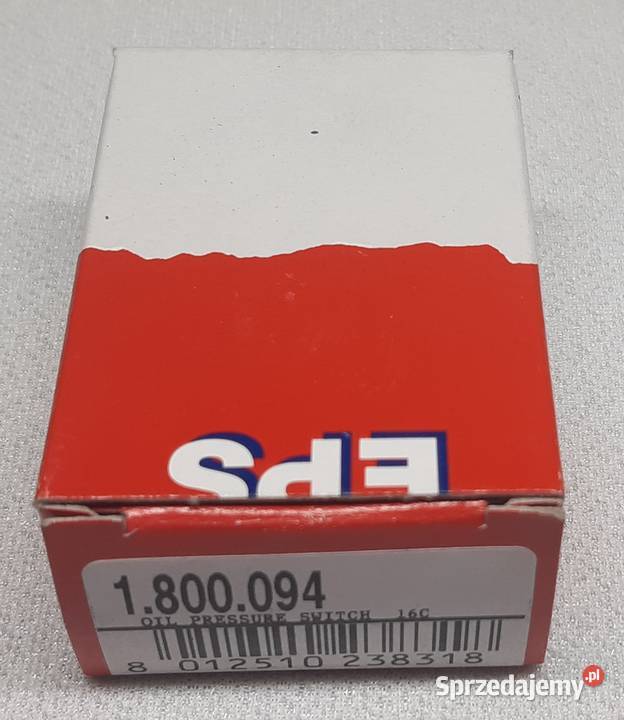 EPS
1.800.094
OIL PRESSURE SWITCH 16C
8 012510 238318
Sprzedajemy.pl